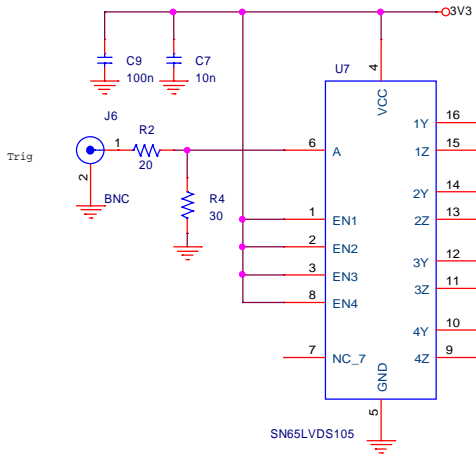 3V3
C9
100n
C7
10n
U7
4
VCC
J6
Trig
1
R2
20
2
BNC
R4
30
6
A
1
EN1
2
EN2
3
EN3
8
EN4
7
NC_7
1Y
16
1Z
15
2Y
14
2Z
13
3Y
12
3Z
11
4Y
10
4Z
9
GND
5
SN65LVDS105